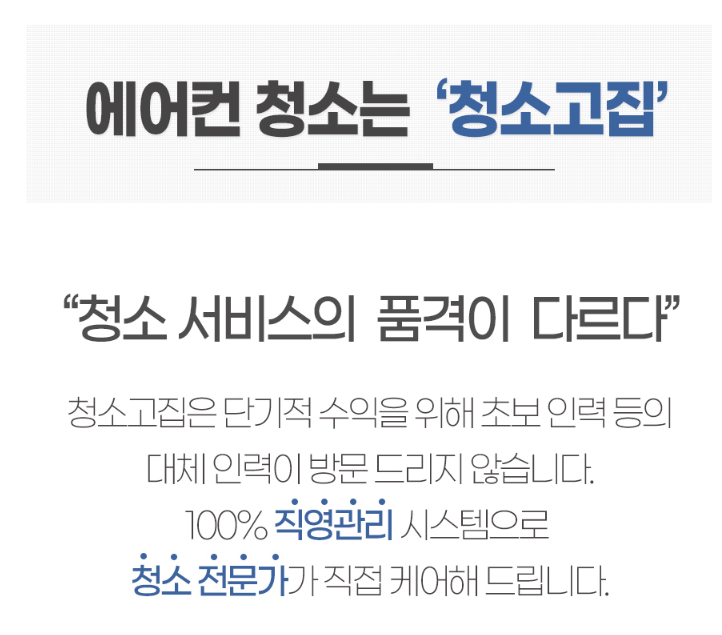 에어컨 청소는 ‘청소고집’
“청소 서비스의 품격이 다르다”
청소고집은 단기적 수익을 위해 초보 인력 등의
대체 인력이 방문 드리지 않습니다.
100% 직영관리 시스템으로
청소 전문가가 직접 케어해 드립니다.